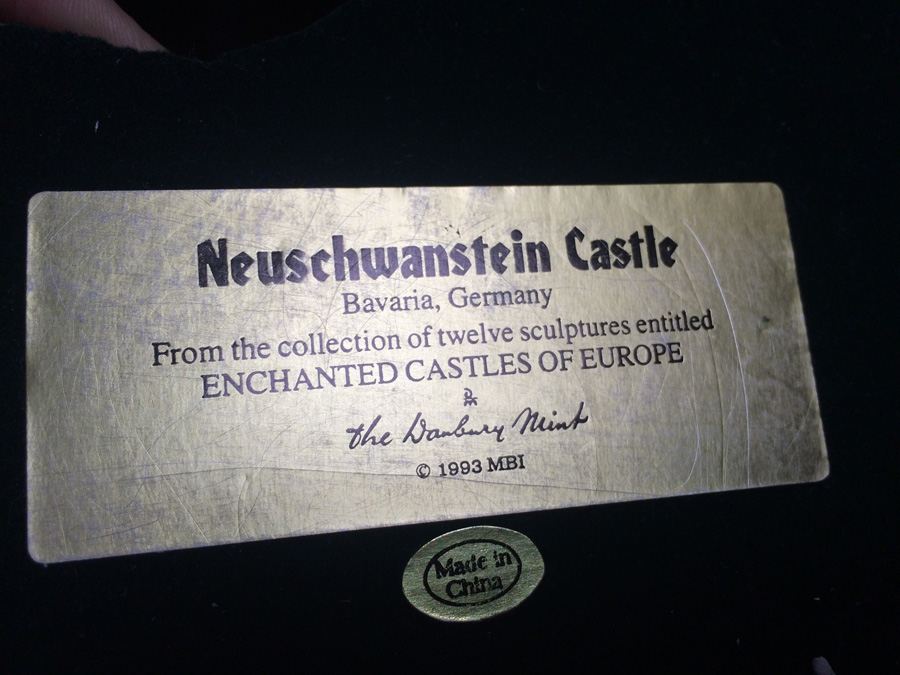 Neuschwanstein Castle
Bavaria, Germany
From the collection of twelve sculptures entitled
ENCHANTED CASTLES OF EUROPE
DM
the Danbury Mint
© 1993 MBI
Made in
China